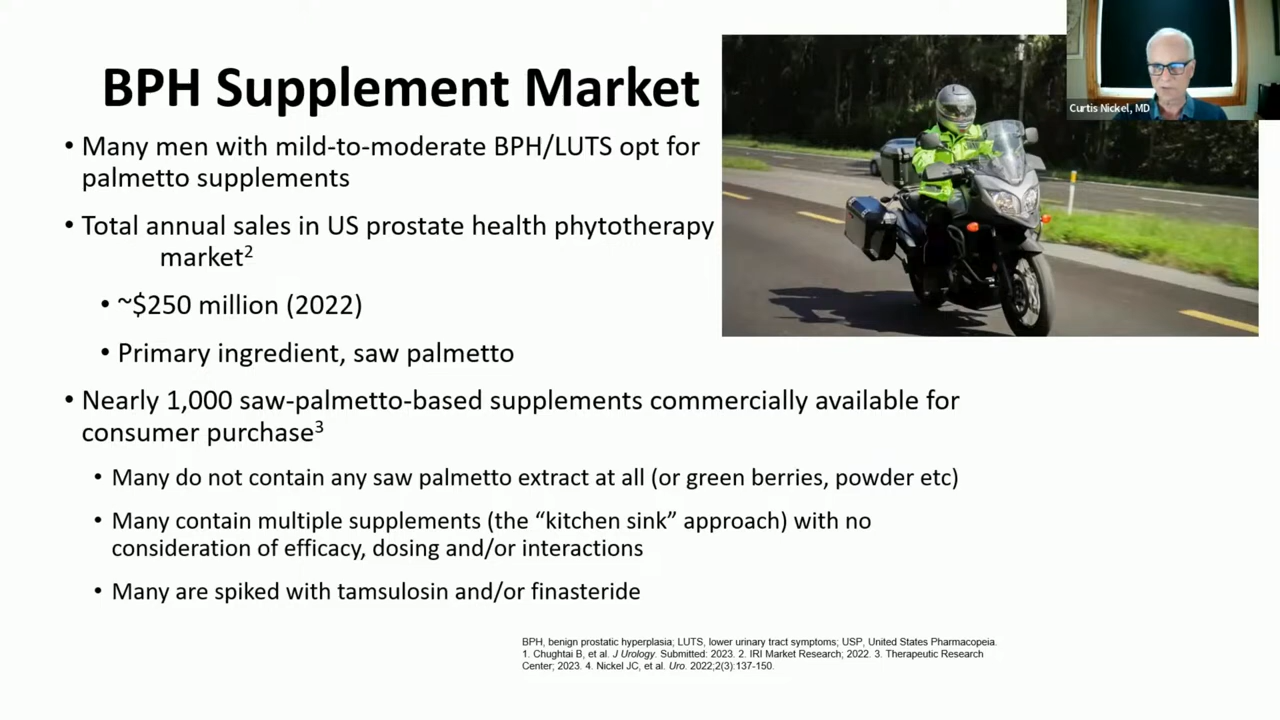 BPH Supplement Market
• Many men with mild-to-moderate BPH/LUTS opt for
palmetto supplements
• Total annual sales in US prostate health phytotherapy
market²
• ~$250 million (2022)
• Primary ingredient, saw palmetto
• Nearly 1,000 saw-palmetto-based supplements commercially available for
consumer purchase³
• Many do not contain any saw palmetto extract at all (or green berries, powder etc)
• Many contain multiple supplements (the “kitchen sink” approach) with no
consideration of efficacy, dosing and/or interactions
• Many are spiked with tamsulosin and/or finasteride
BPH, benign prostatic hyperplasia; LUTS, lower urinary tract symptoms; USP, United States Pharmacopeia.
1. Chughtai B, et al. J Urology. Submitted: 2023. 2. IRI Market Research; 2022. 3. Therapeutic Research
Center; 2023. 4. Nickel JC, et al. Uro. 2022;2(3):137-150.
Curtis Nickel, MD